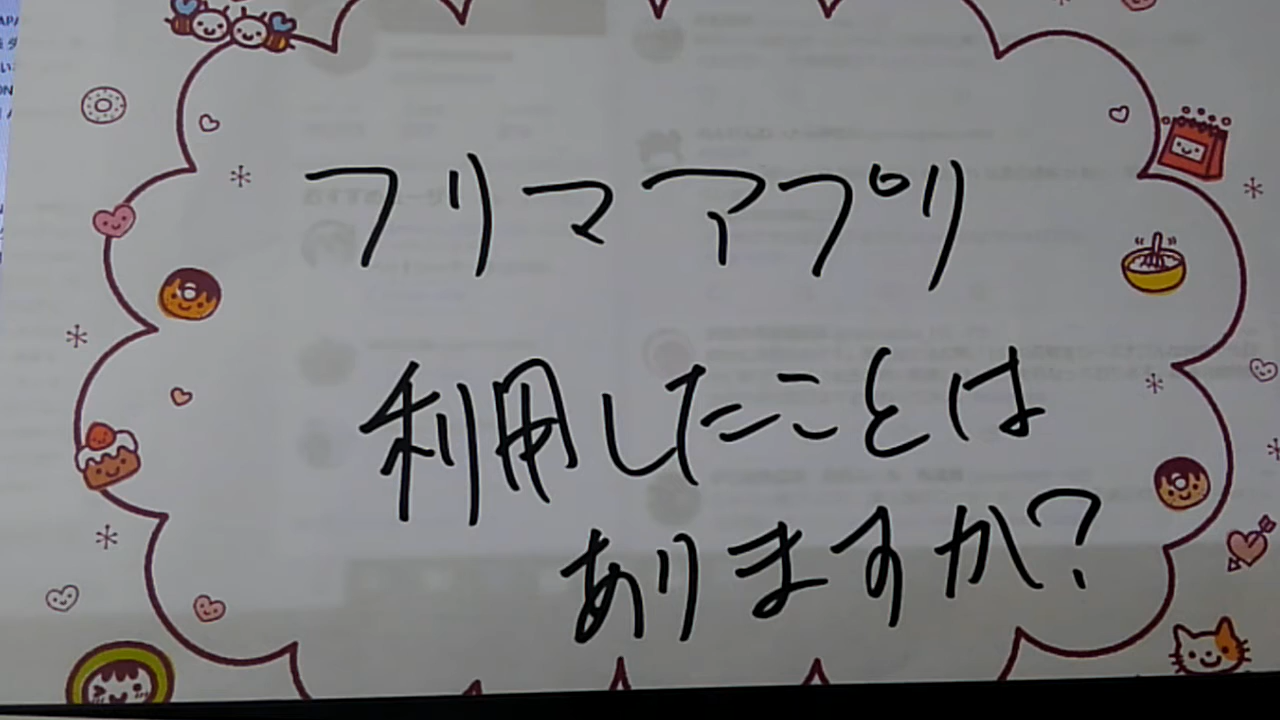 フリマアプリ
利用したことは
ありますか?